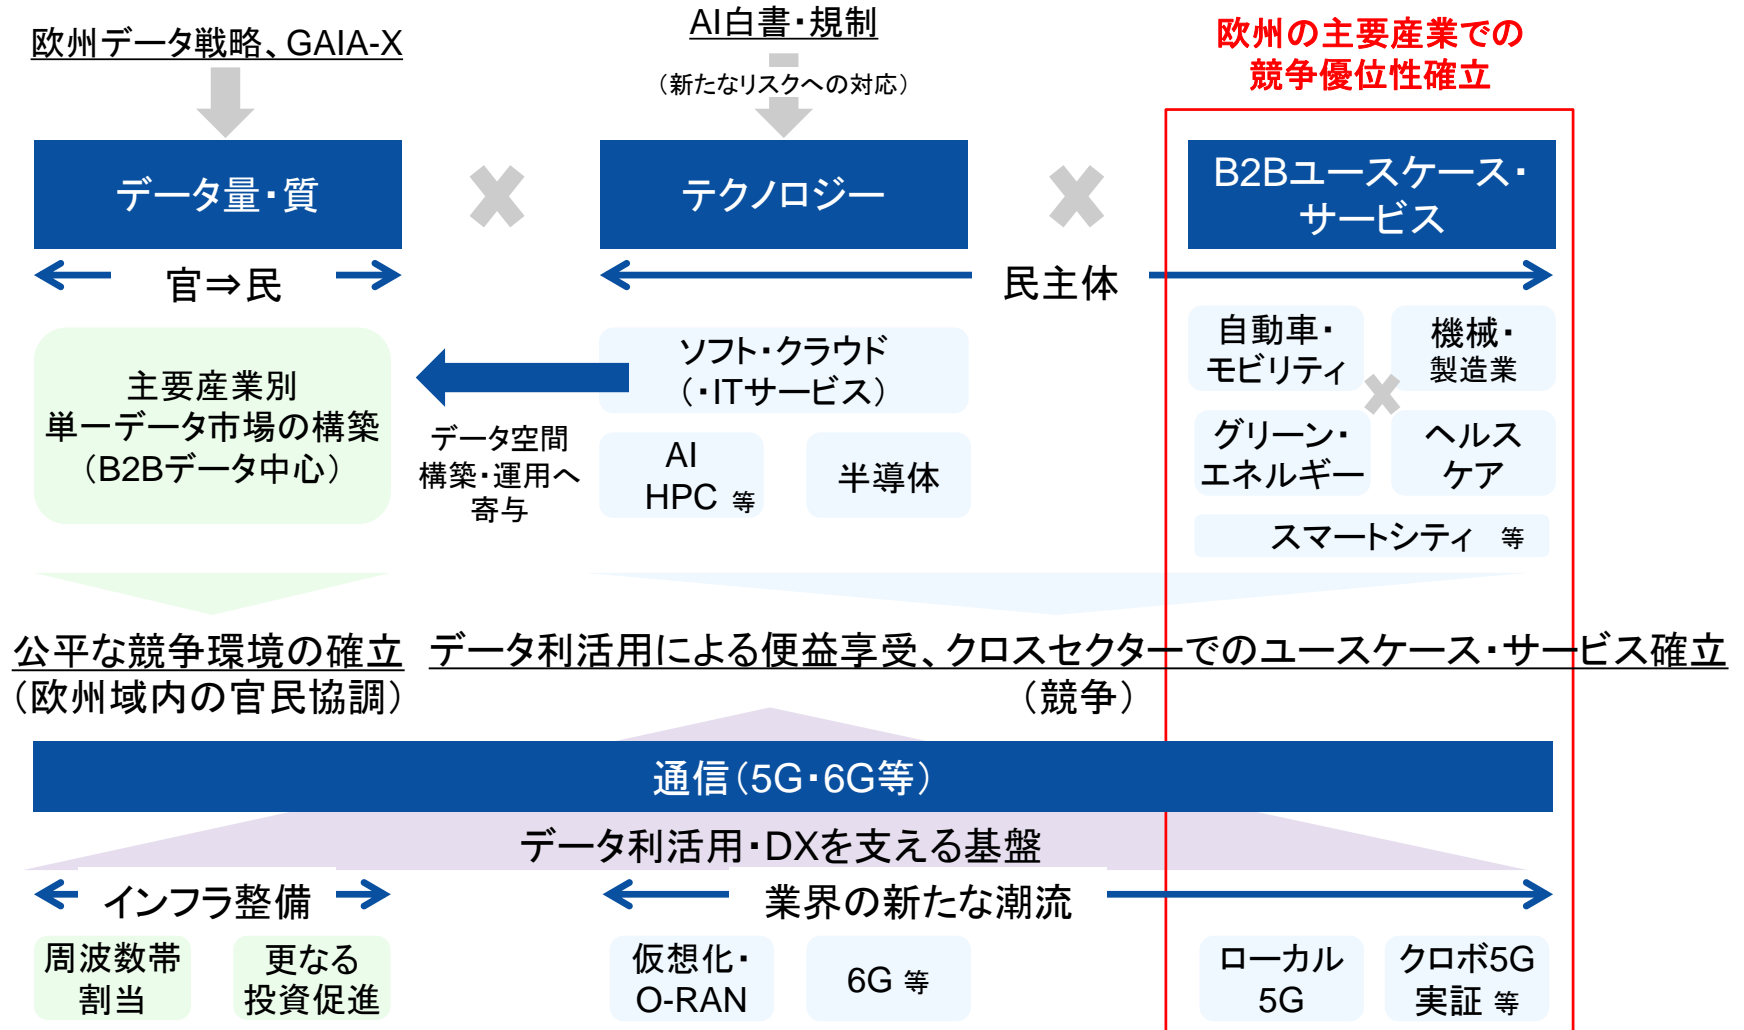 欧州データ戦略、GAIA-X
AI白書・規制
（新たなリスクへの対応）
欧州の主要産業での
競争優位性確立
データ量・質
テクノロジー
B2Bユースケース・
サービス
官⇒民
民主体
主要産業別
単一データ市場の構築
（B2Bデータ中心）
データ空間
構築・運用へ
寄与
ソフト・クラウド
（・ITサービス）
AI
HPC 等
半導体
自動車・
モビリティ
機械・
製造業
グリーン・
エネルギー
ヘルス
ケア
スマートシティ 等
公平な競争環境の確立
（欧州域内の官民協調）
データ利活用による便益享受、クロスセクターでのユースケース・サービス確立
（競争）
通信（5G・6G等）
データ利活用・DXを支える基盤
インフラ整備
業界の新たな潮流
周波数帯
割当
更なる
投資促進
仮想化・
O-RAN
6G 等
ローカル
5G
クロボ5G
実証 等